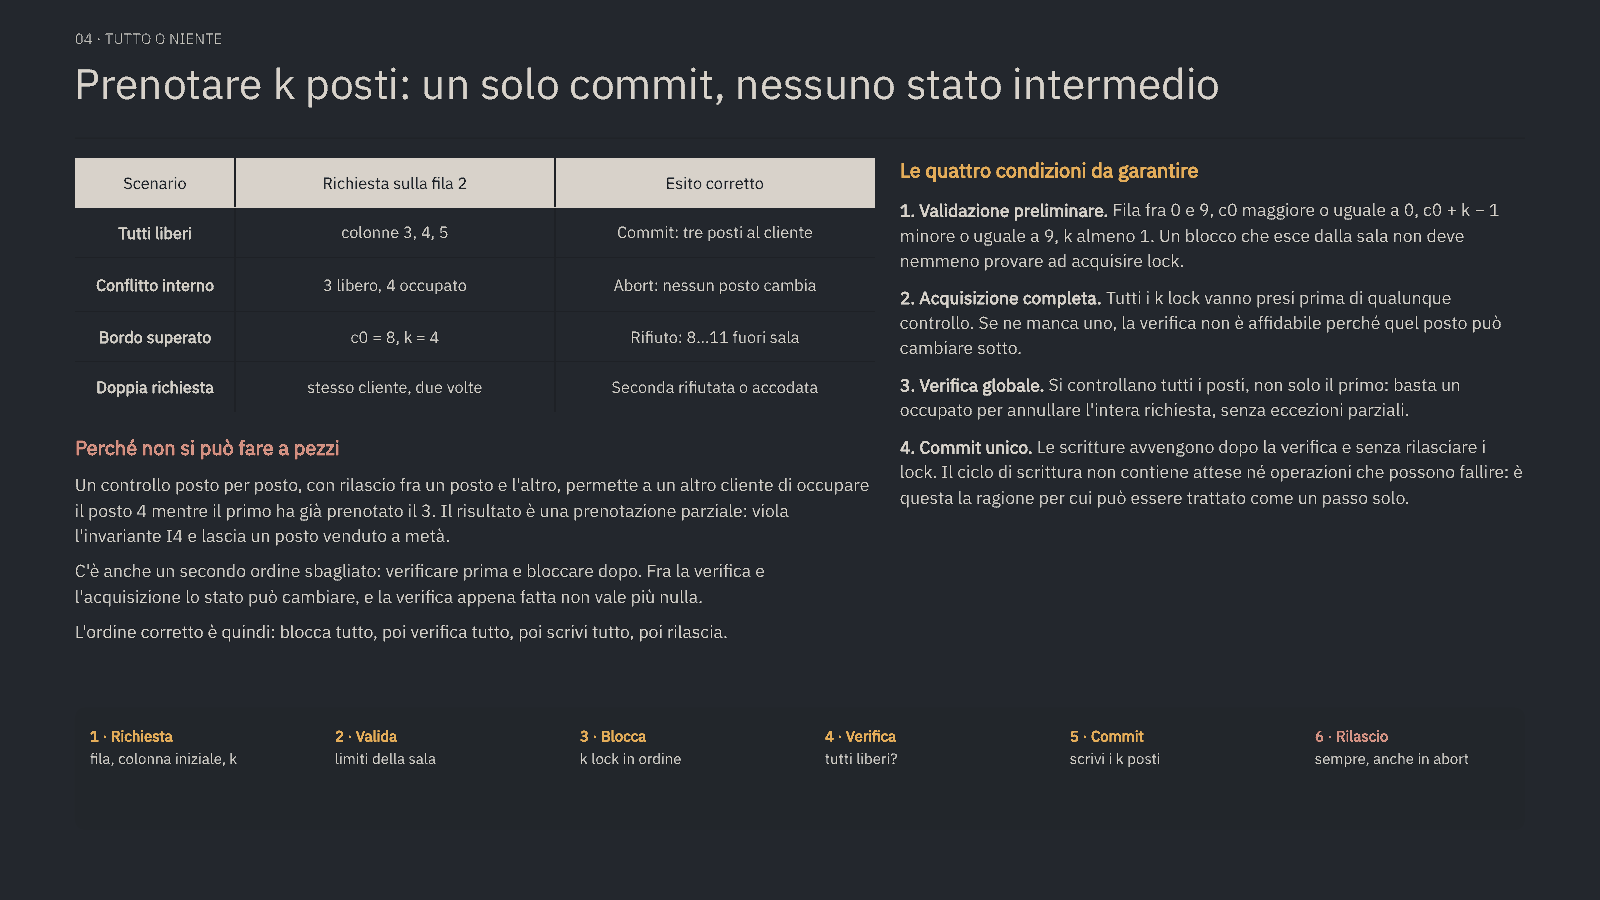 04 · TUTTO O NIENTE
Prenotare k posti: un solo commit, nessuno stato intermedio
Scenario Richiesta sulla fila 2 Esito corretto
Tutti liberi colonne 3, 4, 5 Commit: tre posti al cliente
Conflitto interno 3 libero, 4 occupato Abort: nessun posto cambia
Bordo superato c0 = 8, k = 4 Rifiuto: 8…11 fuori sala
Doppia richiesta stesso cliente, due volte Seconda rifiutata o accodata
Perché non si può fare a pezzi
Un controllo posto per posto, con rilascio fra un posto e l'altro, permette a un altro cliente di occupare
il posto 4 mentre il primo ha già prenotato il 3. Il risultato è una prenotazione parziale: viola
l'invariante I4 e lascia un posto venduto a metà.
C'è anche un secondo ordine sbagliato: verificare prima e bloccare dopo. Fra la verifica e
l'acquisizione lo stato può cambiare, e la verifica appena fatta non vale più nulla.
L'ordine corretto è quindi: blocca tutto, poi verifica tutto, poi scrivi tutto, poi rilascia.
Le quattro condizioni da garantire
1. Validazione preliminare. Fila fra 0 e 9, c0 maggiore o uguale a 0, c0 + k − 1
minore o uguale a 9, k almeno 1. Un blocco che esce dalla sala non deve
nemmeno provare ad acquisire lock.
2. Acquisizione completa. Tutti i k lock vanno presi prima di qualunque
controllo. Se ne manca uno, la verifica non è affidabile perché quel posto può
cambiare sotto.
3. Verifica globale. Si controllano tutti i posti, non solo il primo: basta un
occupato per annullare l'intera richiesta, senza eccezioni parziali.
4. Commit unico. Le scritture avvengono dopo la verifica e senza rilasciare i
lock. Il ciclo di scrittura non contiene attese né operazioni che possono fallire: è
questa la ragione per cui può essere trattato come un passo solo.
1 · Richiesta
fila, colonna iniziale, k
2 · Valida
limiti della sala
3 · Blocca
k lock in ordine
4 · Verifica
tutti liberi?
5 · Commit
scrivi i k posti
6 · Rilascio
sempre, anche in abort